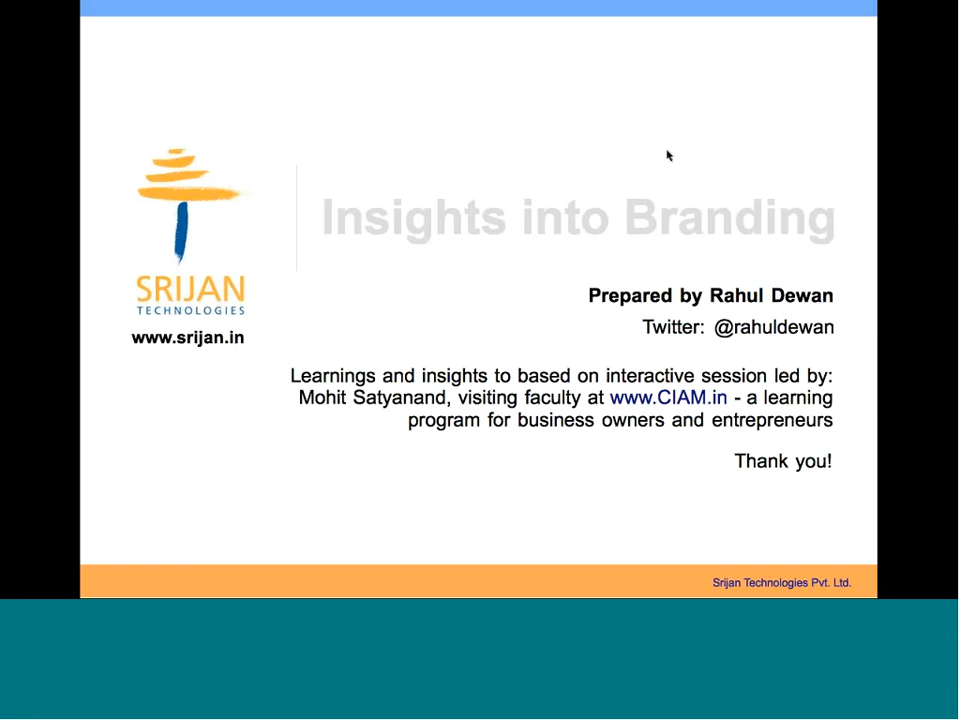 Insights into Branding
SRIJAN
TECHNOLOGIES
www.srijan.in
Prepared by Rahul Dewan
Twitter: @rahuldewan
Learnings and insights to based on interactive session led by:
Mohit Satyanand, visiting faculty at www.CIAM.in - a learning
program for business owners and entrepreneurs
Thank you!
Srijan Technologies Pvt. Ltd.